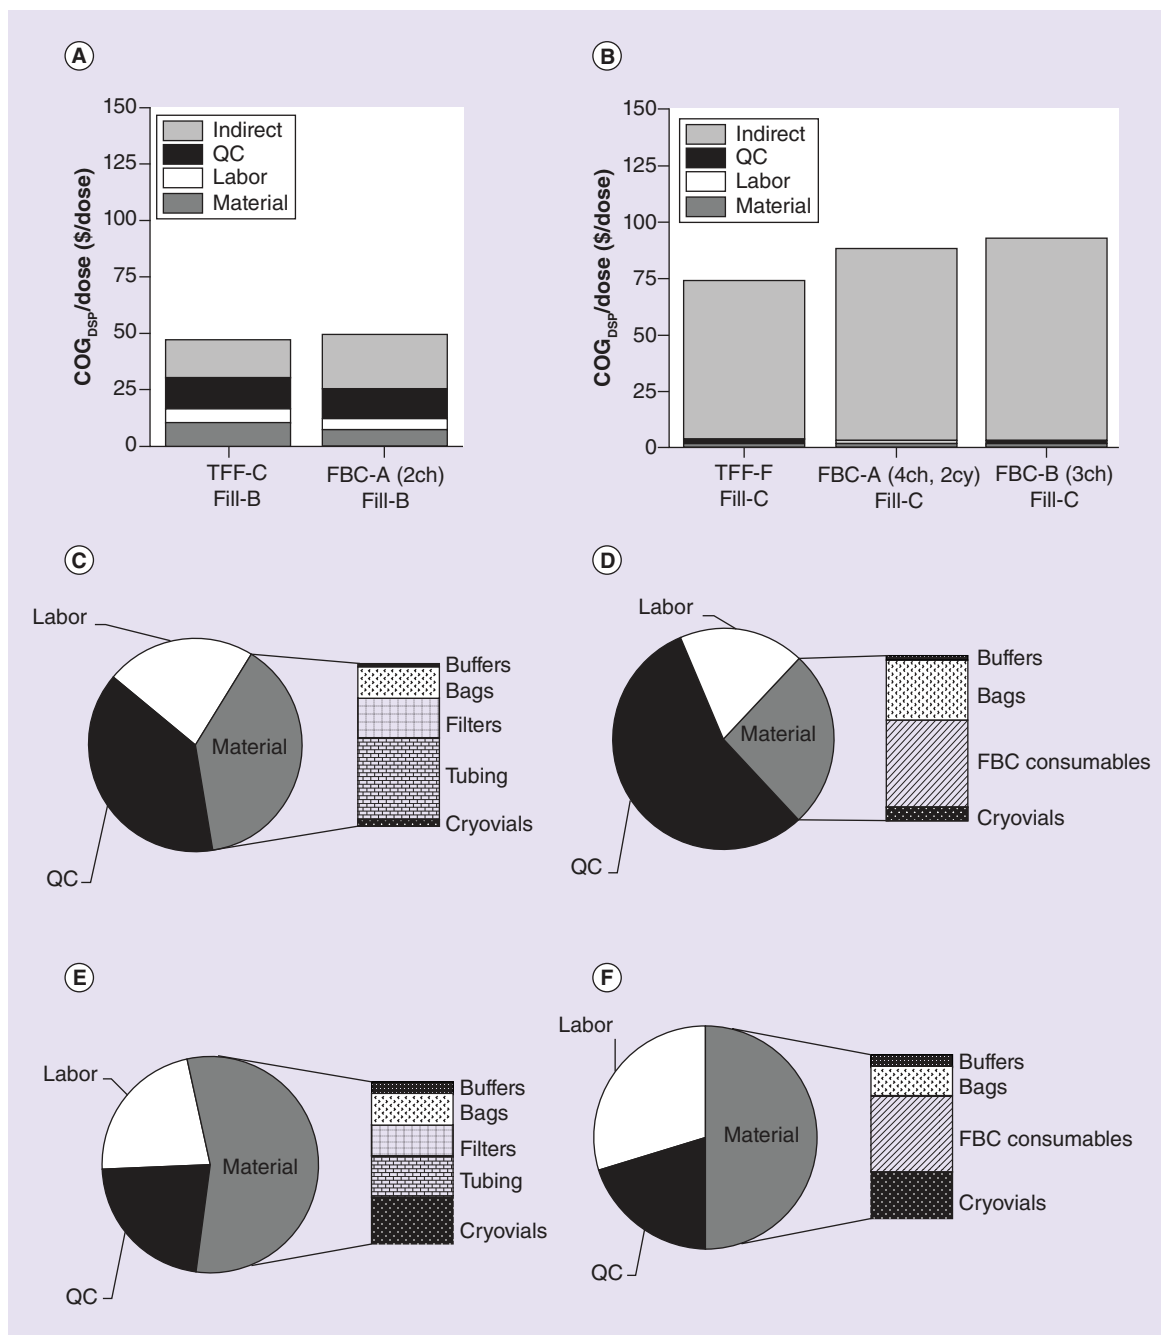 A
COG_DSP/dose ($/dose)
150
125
100
75
50
25
0
Indirect
QC
Labor
Material
TFF-C
Fill-B
FBC-A (2ch)
Fill-B
B
COG_DSP/dose ($/dose)
150
125
100
75
50
25
0
Indirect
QC
Labor
Material
TFF-F
Fill-C
FBC-A (4ch, 2cy)
Fill-C
FBC-B (3ch)
Fill-C
C
Labor
Material
QC
Buffers
Bags
Filters
Tubing
Cryovials
D
Labor
Material
QC
Buffers
Bags
FBC consumables
Cryovials
E
Labor
Material
QC
Buffers
Bags
Filters
Tubing
Cryovials
F
Labor
Material
QC
Buffers
Bags
FBC consumables
Cryovials